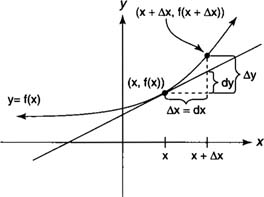 y
(x + Δx, f(x + Δx))
(x, f(x))
Δy
dy
y= f(x)
Δx = dx
x
x
x + Δx